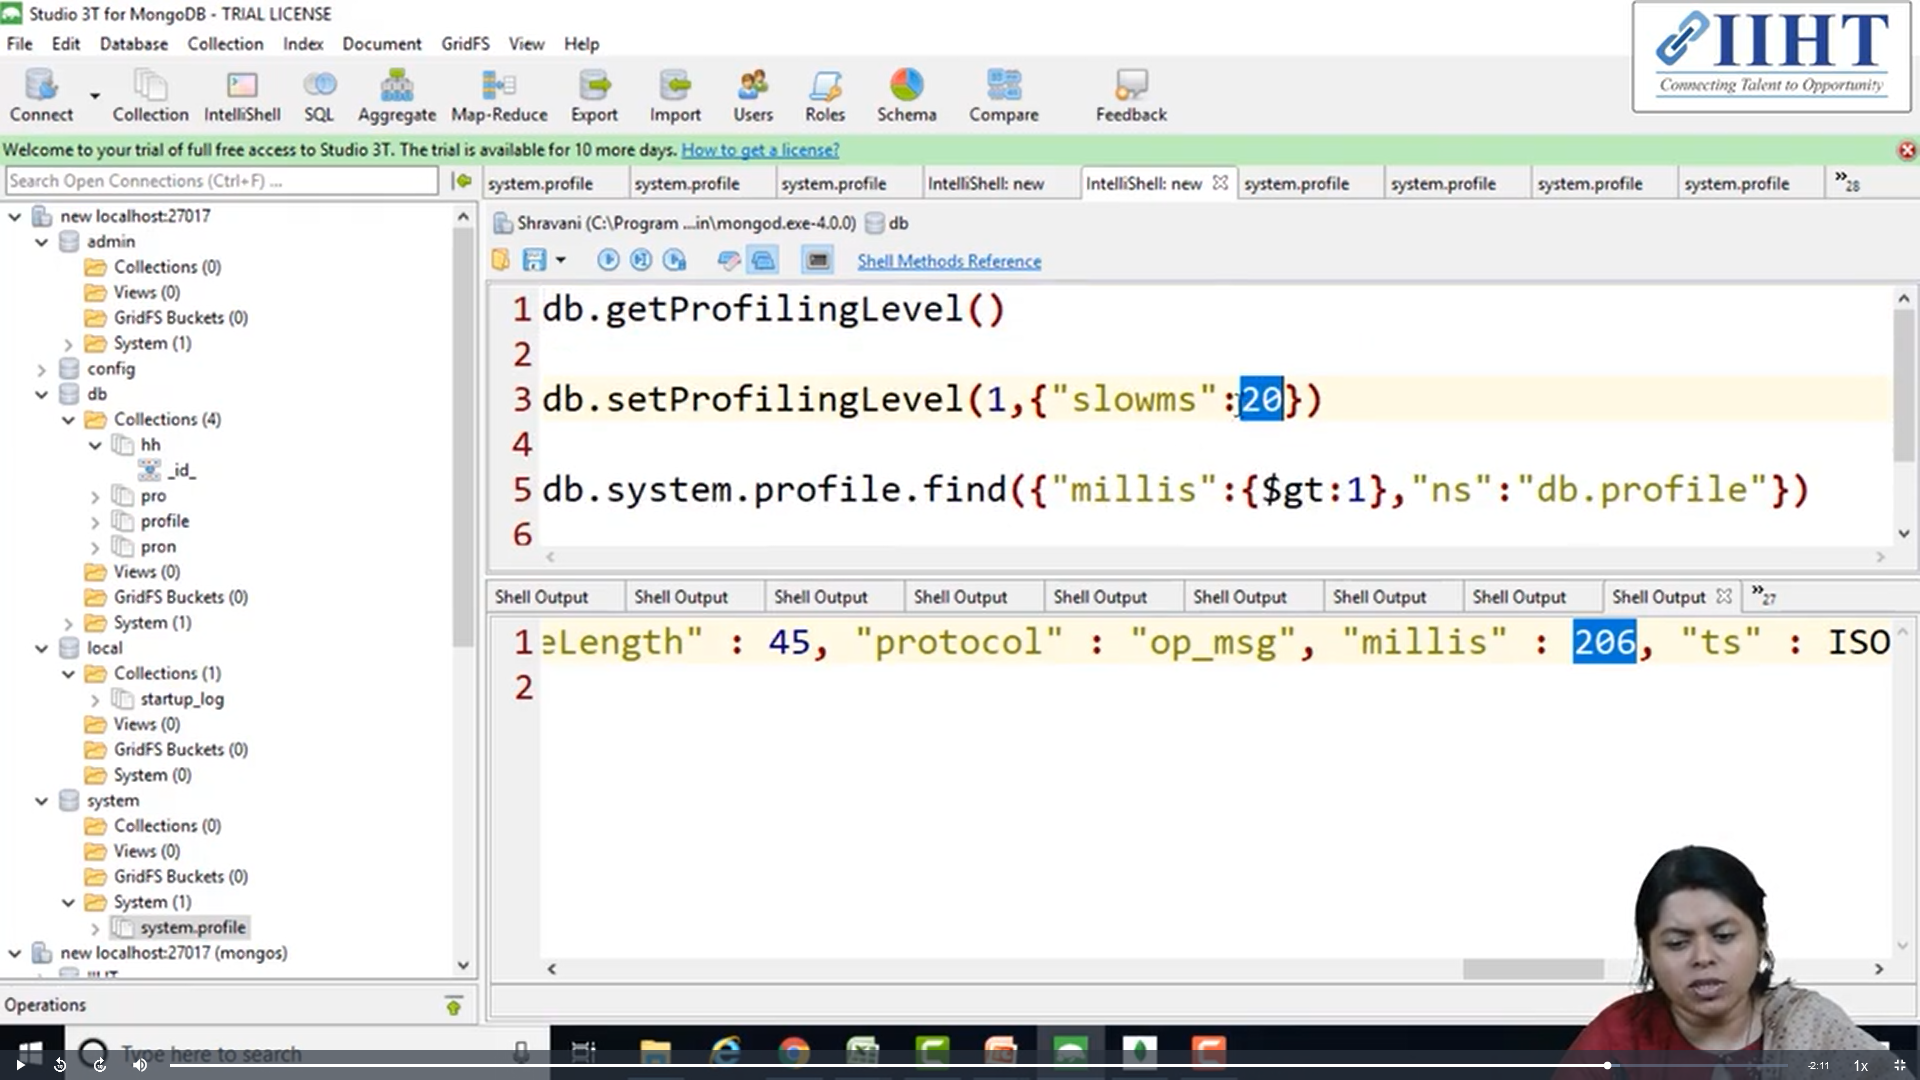 Studio 3T for MongoDB - TRIAL LICENSE
IIHT
Connecting Talent to Opportunity
File Edit Database Collection Index Document GridFS View Help
Connect Collection IntelliShell SQL Aggregate Map-Reduce Export Import Users Roles Schema Compare Feedback
Welcome to your trial of full free access to Studio 3T. The trial is available for 10 more days. How to get a license?
Search Open Connections (Ctrl+F) ...
system.profile system.profile system.profile IntelliShell: new IntelliShell: new system.profile system.profile system.profile system.profile »28
new localhost:27017
admin
Collections (0)
Views (0)
GridFS Buckets (0)
System (1)
config
db
Collections (4)
hh
_id_
pro
profile
pron
Views (0)
GridFS Buckets (0)
System (1)
local
Collections (1)
startup_log
Views (0)
GridFS Buckets (0)
System (0)
system
Collections (0)
Views (0)
GridFS Buckets (0)
System (1)
system.profile
new localhost:27017 (mongos)
Operations
Shravani (C:\Program ...in\mongod.exe-4.0.0) db
Shell Methods Reference
1 db.getProfilingLevel()
2
3 db.setProfilingLevel(1,{"slowms":20})
4
5 db.system.profile.find({"millis":{$gt:1},"ns":"db.profile"})
6
Shell Output Shell Output Shell Output Shell Output Shell Output Shell Output Shell Output Shell Output Shell Output »27
1 eLength" : 45, "protocol" : "op_msg", "millis" : 206, "ts" : ISO
2
Type here to search
-2:11 1x